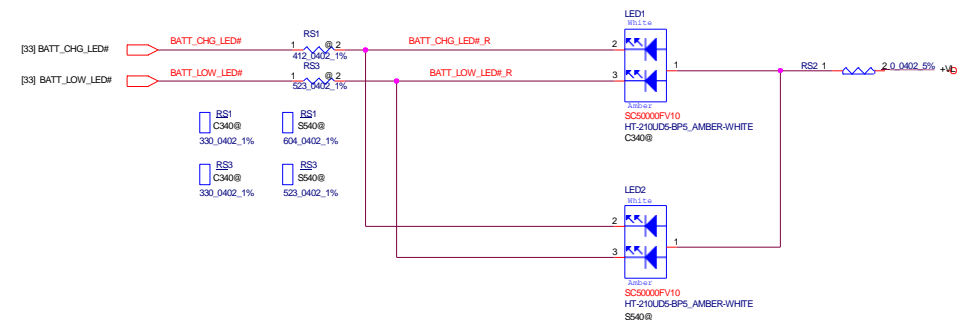 LED1
White
RS1
[33] BATT_CHG_LED#
BATT_CHG_LED#
1
@ 2
BATT_CHG_LED#_R
2
412_0402_1%
RS3
[33] BATT_LOW_LED#
BATT_LOW_LED#
1
@ 2
BATT_LOW_LED#_R
3
523_0402_1%
1
RS2 1
2 0_0402_5%
Amber
SC50000FV10
HT-210UD5-BP5_AMBER-WHITE
C340@
RS1
C340@
330_0402_1%
RS1
S540@
604_0402_1%
RS3
C340@
330_0402_1%
RS3
S540@
523_0402_1%
LED2
White
2
3
1
Amber
SC50000FV10
HT-210UD5-BP5_AMBER-WHITE
S540@